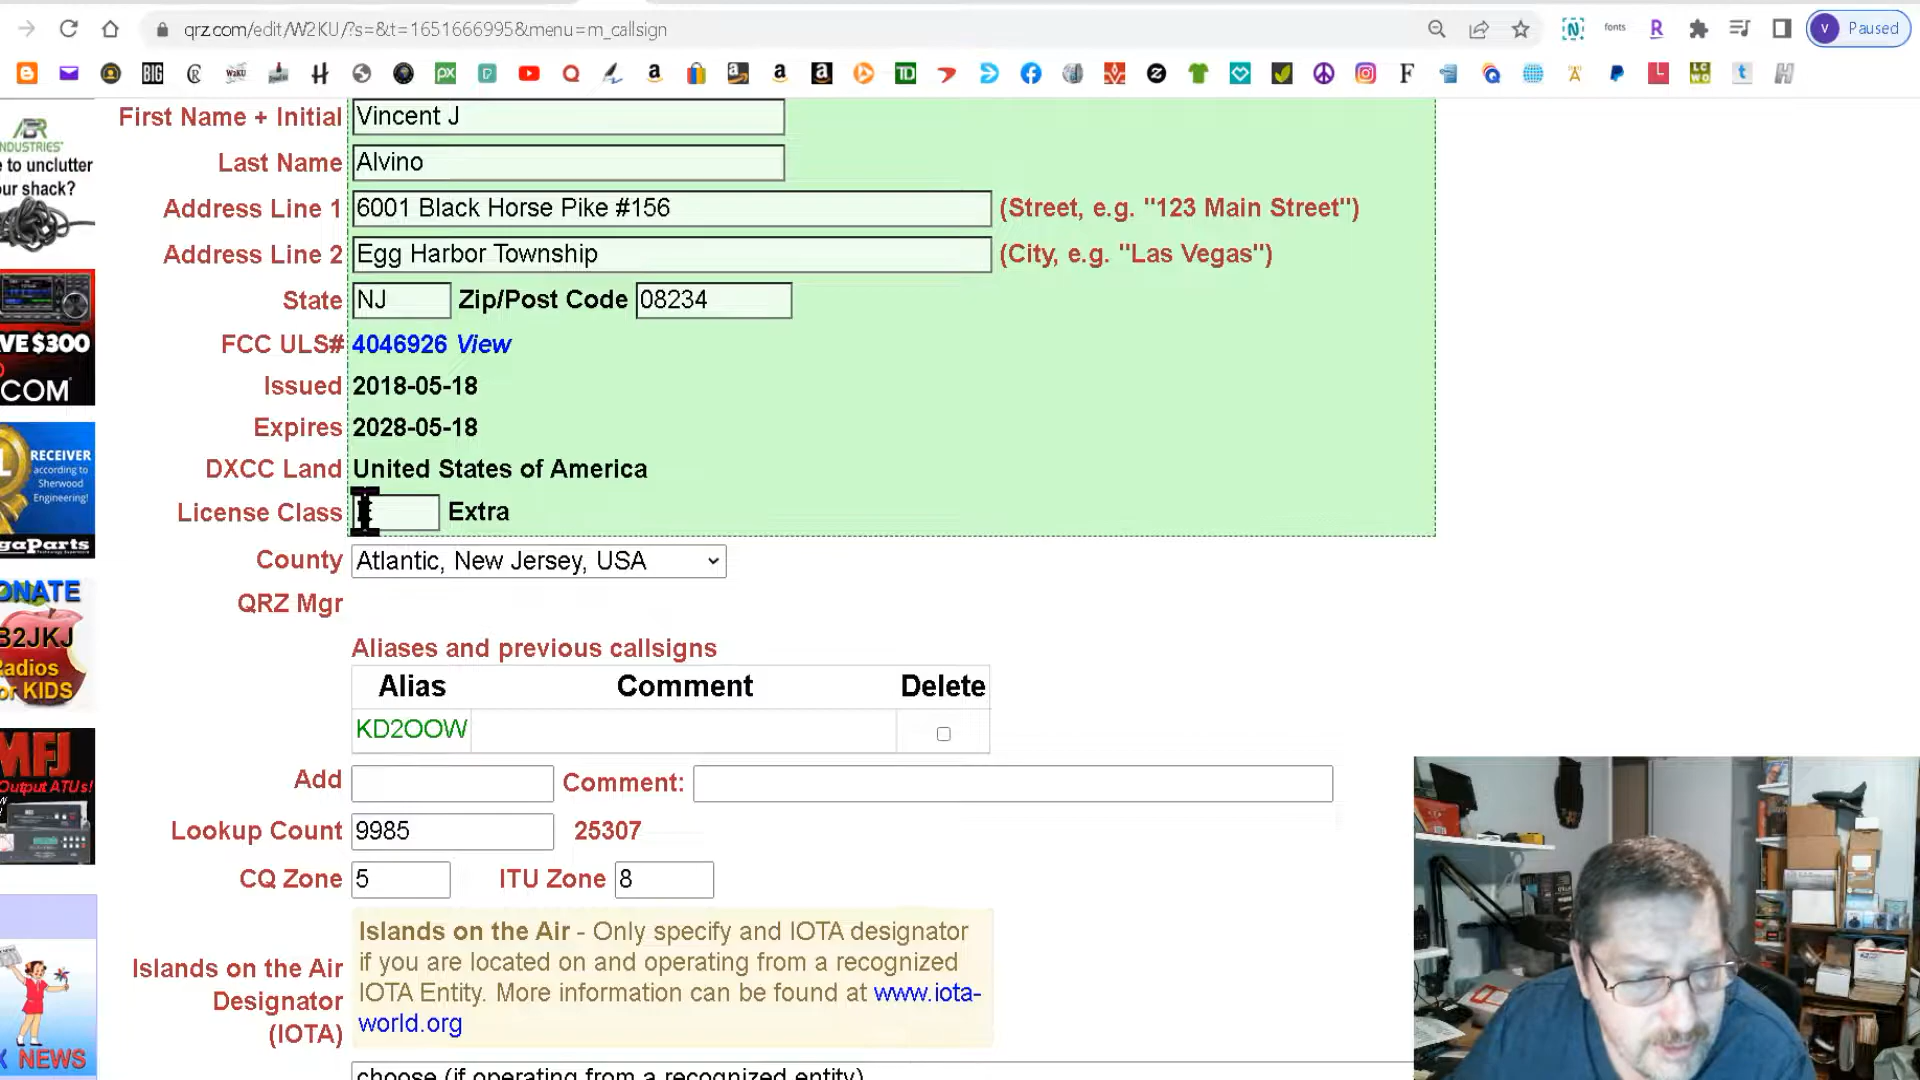 qrz.com/edit/W2KU/?s=&t=1651666995&menu=m_callsign
fonts
Paused
First Name + Initial Vincent J
Last Name Alvino
Address Line 1 6001 Black Horse Pike #156 (Street, e.g. "123 Main Street")
Address Line 2 Egg Harbor Township (City, e.g. "Las Vegas")
State NJ Zip/Post Code 08234
FCC ULS# 4046926 View
Issued 2018-05-18
Expires 2028-05-18
DXCC Land United States of America
License Class Extra
County Atlantic, New Jersey, USA
QRZ Mgr
Aliases and previous callsigns
Alias Comment Delete
KD2OOW
Add Comment:
Lookup Count 9985 25307
CQ Zone 5 ITU Zone 8
Islands on the Air Designator (IOTA)
Islands on the Air - Only specify and IOTA designator
if you are located on and operating from a recognized
IOTA Entity. More information can be found at www.iota-
world.org
choose (if operating from a recognized entity)
NDUSTRIES
e to unclutter
our shack?
VE $300
COM
RECEIVER
according to
Sherwood
Engineering!
gaParts
ONATE
B2JKJ
Radios
or KIDS
MFJ
Output ATUs!
NEWS